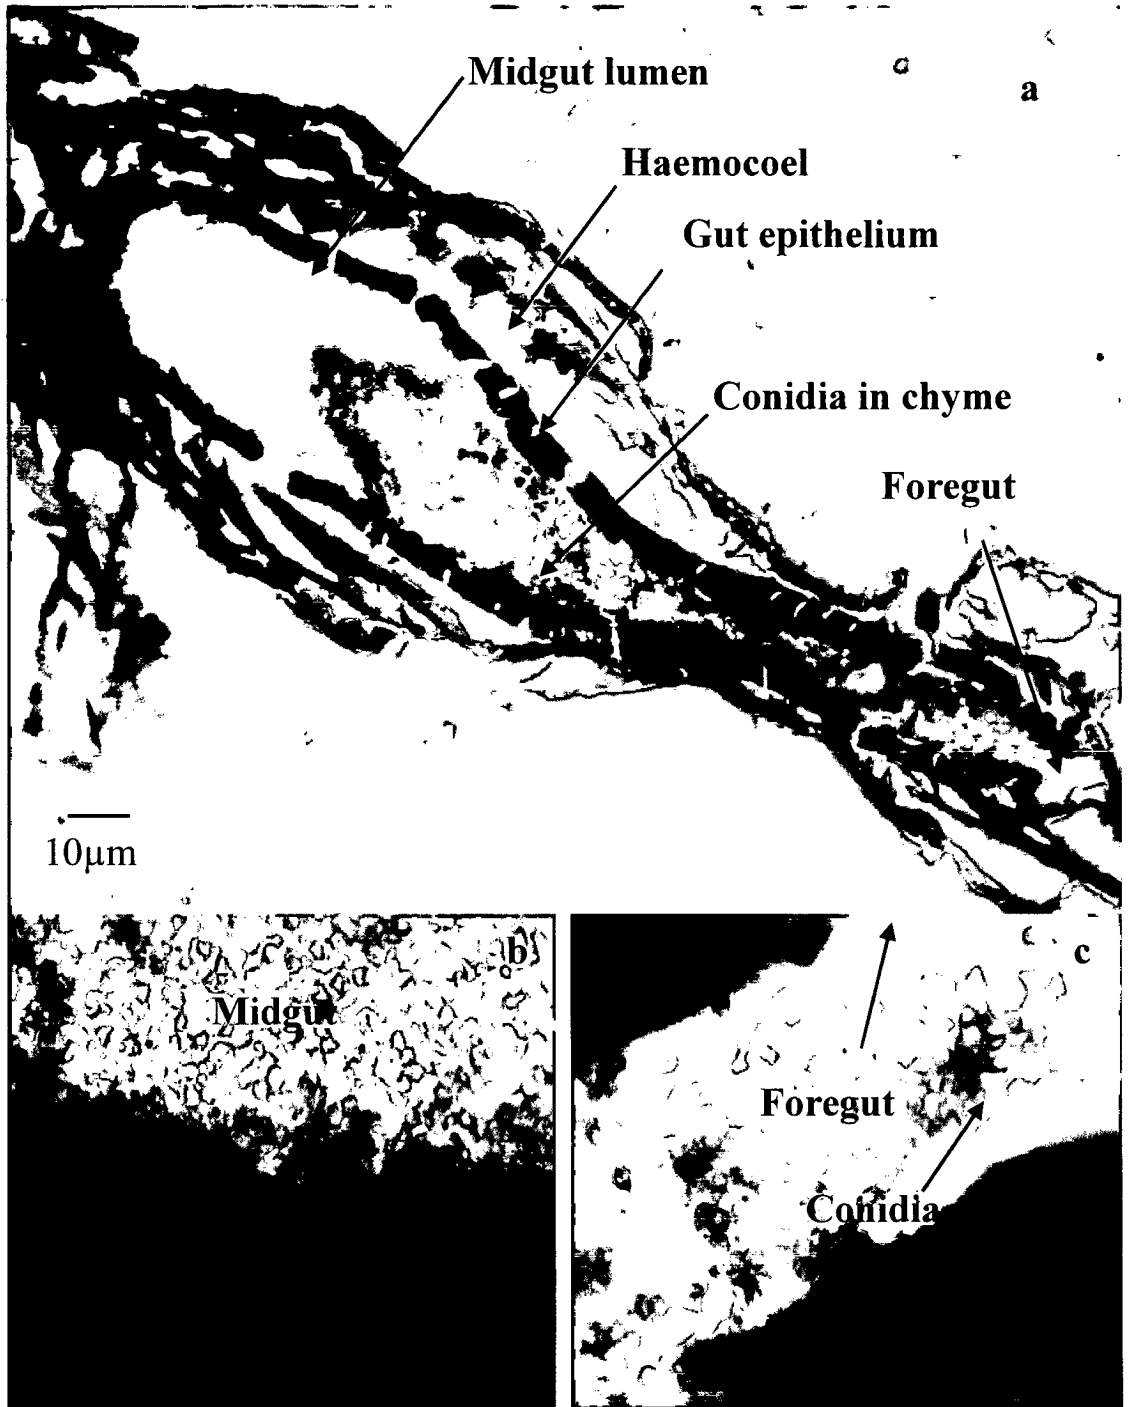 Midgut lumen
a
Haemocoel
Gut epithelium
Conidia in chyme
Foregut
10µm
b
Midgut
c
Foregut
Conidia